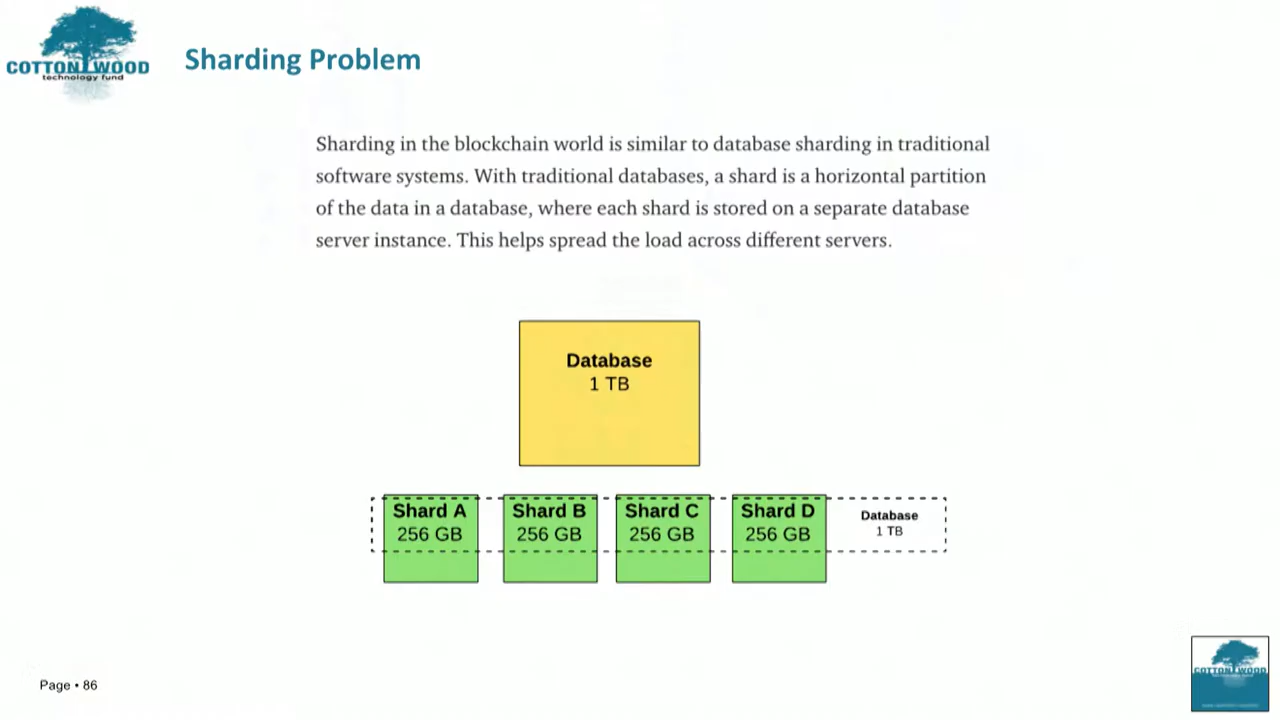 COTTONWOOD
technology fund
Sharding Problem
Sharding in the blockchain world is similar to database sharding in traditional
software systems. With traditional databases, a shard is a horizontal partition
of the data in a database, where each shard is stored on a separate database
server instance. This helps spread the load across different servers.
Database
1 TB
Shard A
256 GB
Shard B
256 GB
Shard C
256 GB
Shard D
256 GB
Database
1 TB
Page • 86
COTTONWOOD